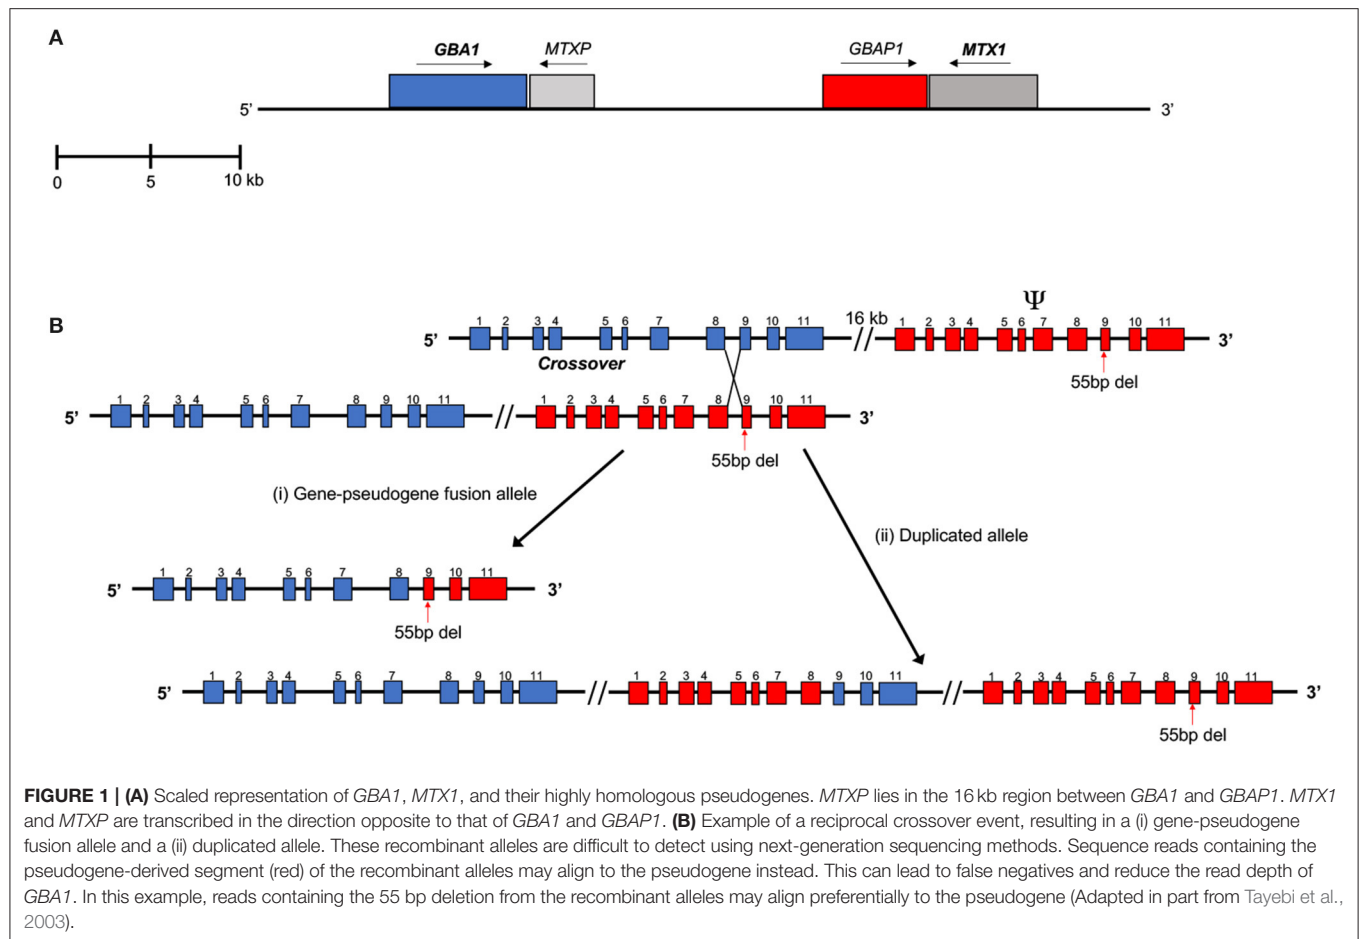 A
GBA1 MTXP GBAP1 MTX1
5’ 3’
0 5 10 kb
B
Ψ
1 2 3 4 5 6 7 8 9 10 11 16 kb 1 2 3 4 5 6 7 8 9 10 11
5’ // 3’
Crossover
55bp del
1 2 3 4 5 6 7 8 9 10 11 1 2 3 4 5 6 7 8 9 10 11
5’ // 3’
55bp del
(i) Gene-pseudogene fusion allele
(ii) Duplicated allele
1 2 3 4 5 6 7 8 9 10 11
5’ 3’
55bp del
1 2 3 4 5 6 7 8 9 10 11 1 2 3 4 5 6 7 8 9 10 11 1 2 3 4 5 6 7 8 9 10 11
5’ // // 3’
55bp del
FIGURE 1 | (A) Scaled representation of GBA1, MTX1, and their highly homologous pseudogenes. MTXP lies in the 16 kb region between GBA1 and GBAP1. MTX1
and MTXP are transcribed in the direction opposite to that of GBA1 and GBAP1. (B) Example of a reciprocal crossover event, resulting in a (i) gene-pseudogene
fusion allele and a (ii) duplicated allele. These recombinant alleles are difficult to detect using next-generation sequencing methods. Sequence reads containing the
pseudogene-derived segment (red) of the recombinant alleles may align to the pseudogene instead. This can lead to false negatives and reduce the read depth of
GBA1. In this example, reads containing the 55 bp deletion from the recombinant alleles may align preferentially to the pseudogene (Adapted in part from Tayebi et al.,
2003).